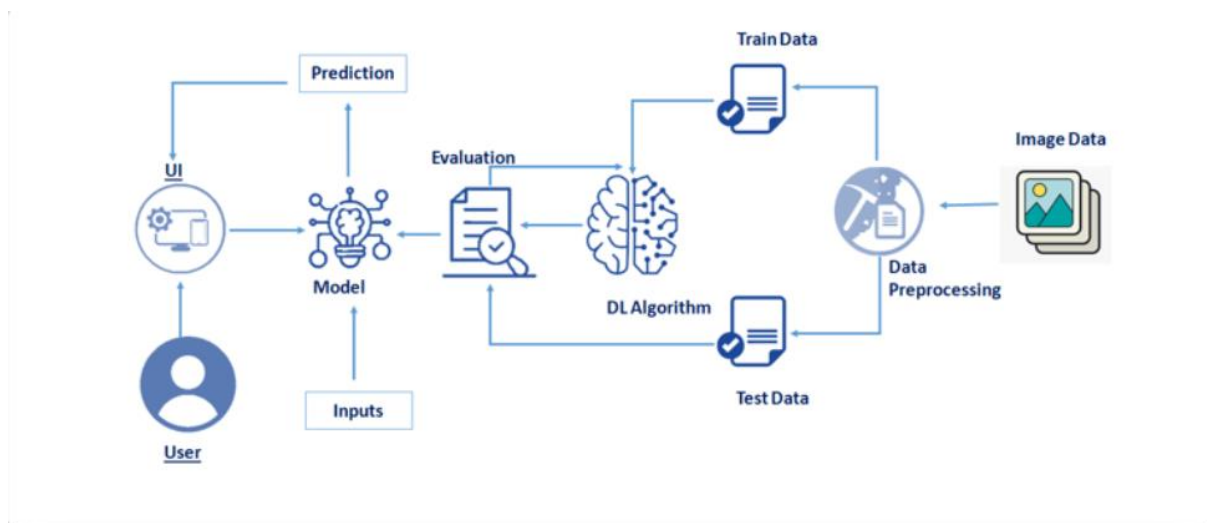 Train Data
Prediction
Image Data
Evaluation
UI
Data
Preprocessing
Model
DL Algorithm
Test Data
Inputs
User